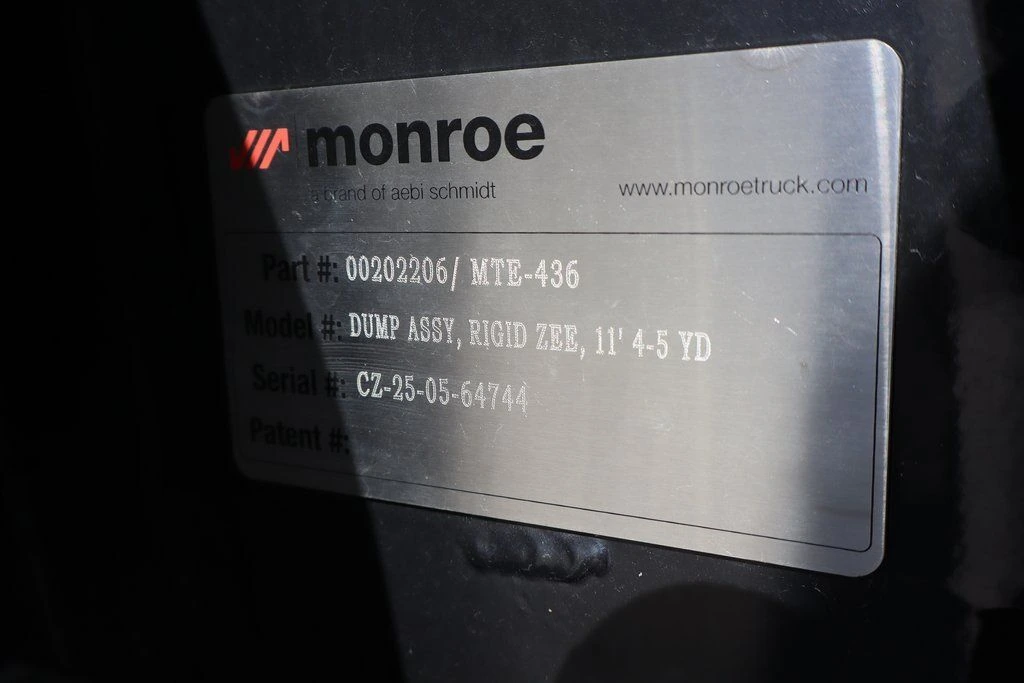 monroe
a brand of aebi schmidt
www.monroetruck.com
Part #: 00202206/ MTE-436
Model #: DUMP ASSY, RIGID ZEE, 11' 4-5 YD
Serial #: CZ-25-05-64744
Patent #: